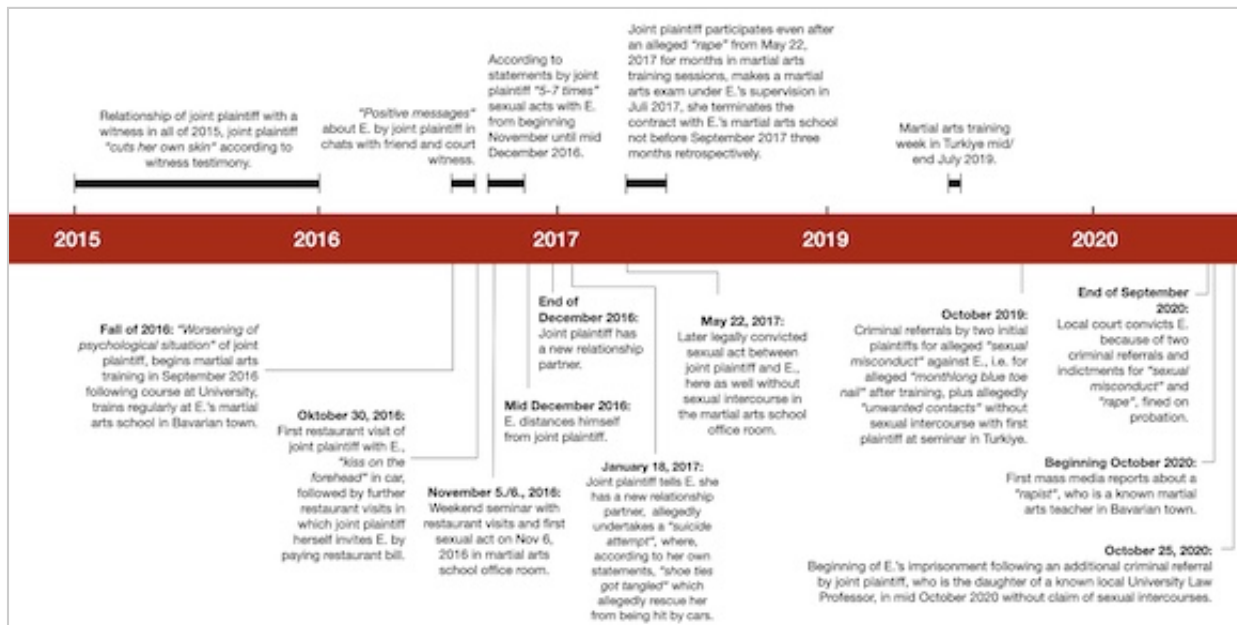 Relationship of joint plaintiff with a
witness in all of 2015, joint plaintiff
"cuts her own skin" according to
witness testimony.
"Positive messages"
about E. by joint plaintiff in
chats with friend and court
witness.
According to
statements by joint
plaintiff "5-7 times"
sexual acts with E.
from beginning
November until mid
December 2016.
Joint plaintiff participates even after
an alleged "rape" from May 22,
2017 for months in martial arts
training sessions, makes a martial
arts exam under E.'s supervision in
Juli 2017, she terminates the
contract with E.'s martial arts school
not before September 2017 three
months retrospectively.
Martial arts training
week in Turkiye mid/
end July 2019.
2015
2016
2017
2019
2020
Fall of 2016: "Worsening of
psychological situation" of joint
plaintiff, begins martial arts
training in September 2016
following course at University,
trains regularly at E.'s martial
arts school in Bavarian town.
Oktober 30, 2016:
First restaurant visit of
joint plaintiff with E.,
"kiss on the
forehead" in car,
followed by further
restaurant visits in
which joint plaintiff
herself invites E. by
paying restaurant bill.
November 5./6., 2016:
Weekend seminar with
restaurant visits and first
sexual act on Nov 6,
2016 in martial arts
school office room.
Mid December 2016:
E. distances himself
from joint plaintiff.
End of
December 2016:
Joint plaintiff has
a new relationship
partner.
January 18, 2017:
Joint plaintiff tells E. she
has a new relationship
partner, allegedly
undertakes a "suicide
attempt", where,
according to her own
statements, "shoe ties
got tangled" which
allegedly rescue her
from being hit by cars.
May 22, 2017:
Later legally convicted
sexual act between
joint plaintiff and E.,
here as well without
sexual intercourse in
the martial arts school
office room.
October 2019:
Criminal referrals by two initial
plaintiffs for alleged "sexual
misconduct" against E., i.e. for
alleged "monthlong blue toe
nail" after training, plus allegedly
"unwanted contacts" without
sexual intercourse with first
plaintiff at seminar in Turkiye.
End of September
2020:
Local court convicts E.
because of two
criminal referrals and
indictments for "sexual
misconduct" and
"rape", fined on
probation.
Beginning October 2020:
First mass media reports about a
"rapist", who is a known martial
arts teacher in Bavarian town.
October 25, 2020:
Beginning of E.'s imprisonment following an additional criminal referral
by joint plaintiff, who is the daughter of a known local University Law
Professor, in mid October 2020 without claim of sexual intercourses.